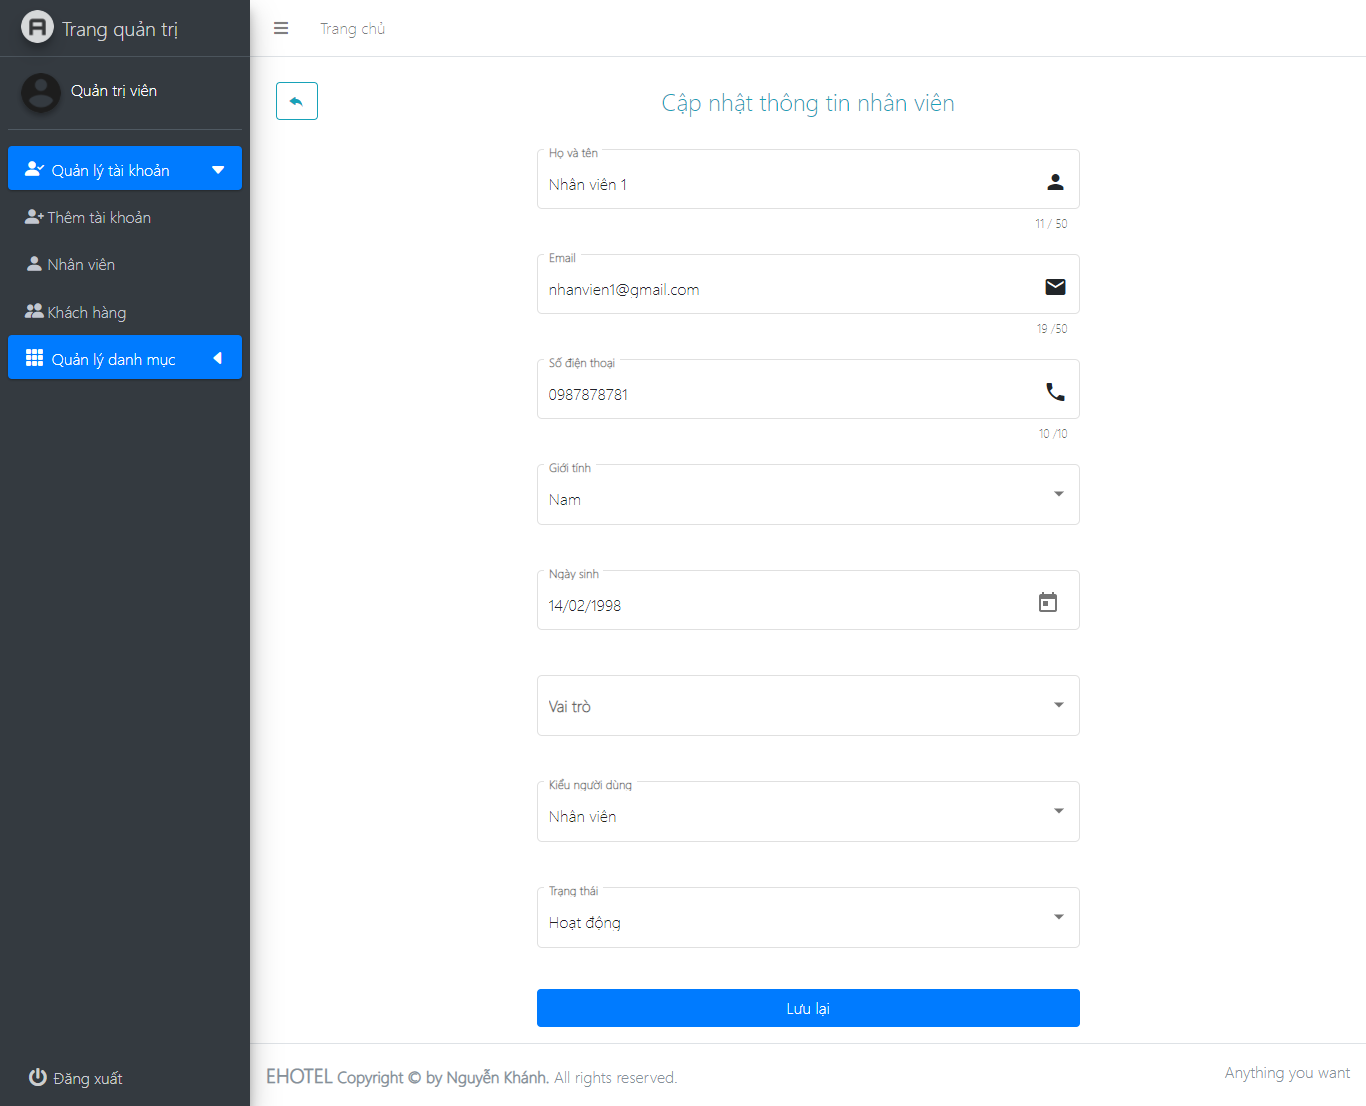 Trang quản trị
Trang chủ
Quản trị viên
Quản lý tài khoản
Thêm tài khoản
Nhân viên
Khách hàng
Quản lý danh mục
Đăng xuất
Cập nhật thông tin nhân viên
Họ và tên
Nhân viên 1
11 / 50
Email
nhanvien1@gmail.com
19 /50
Số điện thoại
0987878781
10 /10
Giới tính
Nam
Ngày sinh
14/02/1998
Vai trò
Kiểu người dùng
Nhân viên
Trạng thái
Hoạt động
Lưu lại
EHOTEL Copyright © by Nguyễn Khánh. All rights reserved.
Anything you want